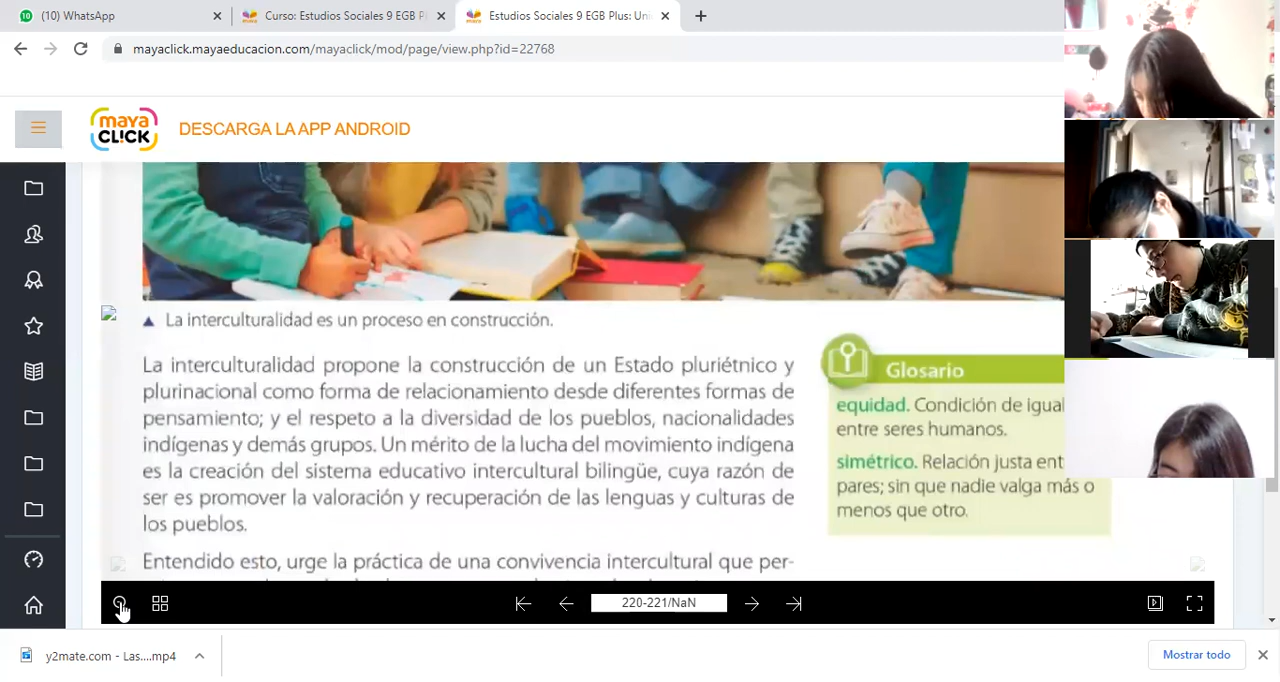 (10) WhatsApp
Curso: Estudios Sociales 9 EGB Pl
Estudios Sociales 9 EGB Plus: Uni
mayaclick.mayaeducacion.com/mayaclick/mod/page/view.php?id=22768
maya
CLICK
DESCARGA LA APP ANDROID
▲ La interculturalidad es un proceso en construcción.
La interculturalidad propone la construcción de un Estado pluriétnico y
plurinacional como forma de relacionamiento desde diferentes formas de
pensamiento; y el respeto a la diversidad de los pueblos, nacionalidades
indígenas y demás grupos. Un mérito de la lucha del movimiento indígena
es la creación del sistema educativo intercultural bilingüe, cuya razón de
ser es promover la valoración y recuperación de las lenguas y culturas de
los pueblos.
Entendido esto, urge la práctica de una convivencia intercultural que per-
Glosario
equidad. Condición de igual
entre seres humanos.
simétrico. Relación justa ent
pares; sin que nadie valga más o
menos que otro.
220-221/NaN
y2mate.com - Las....mp4
Mostrar todo